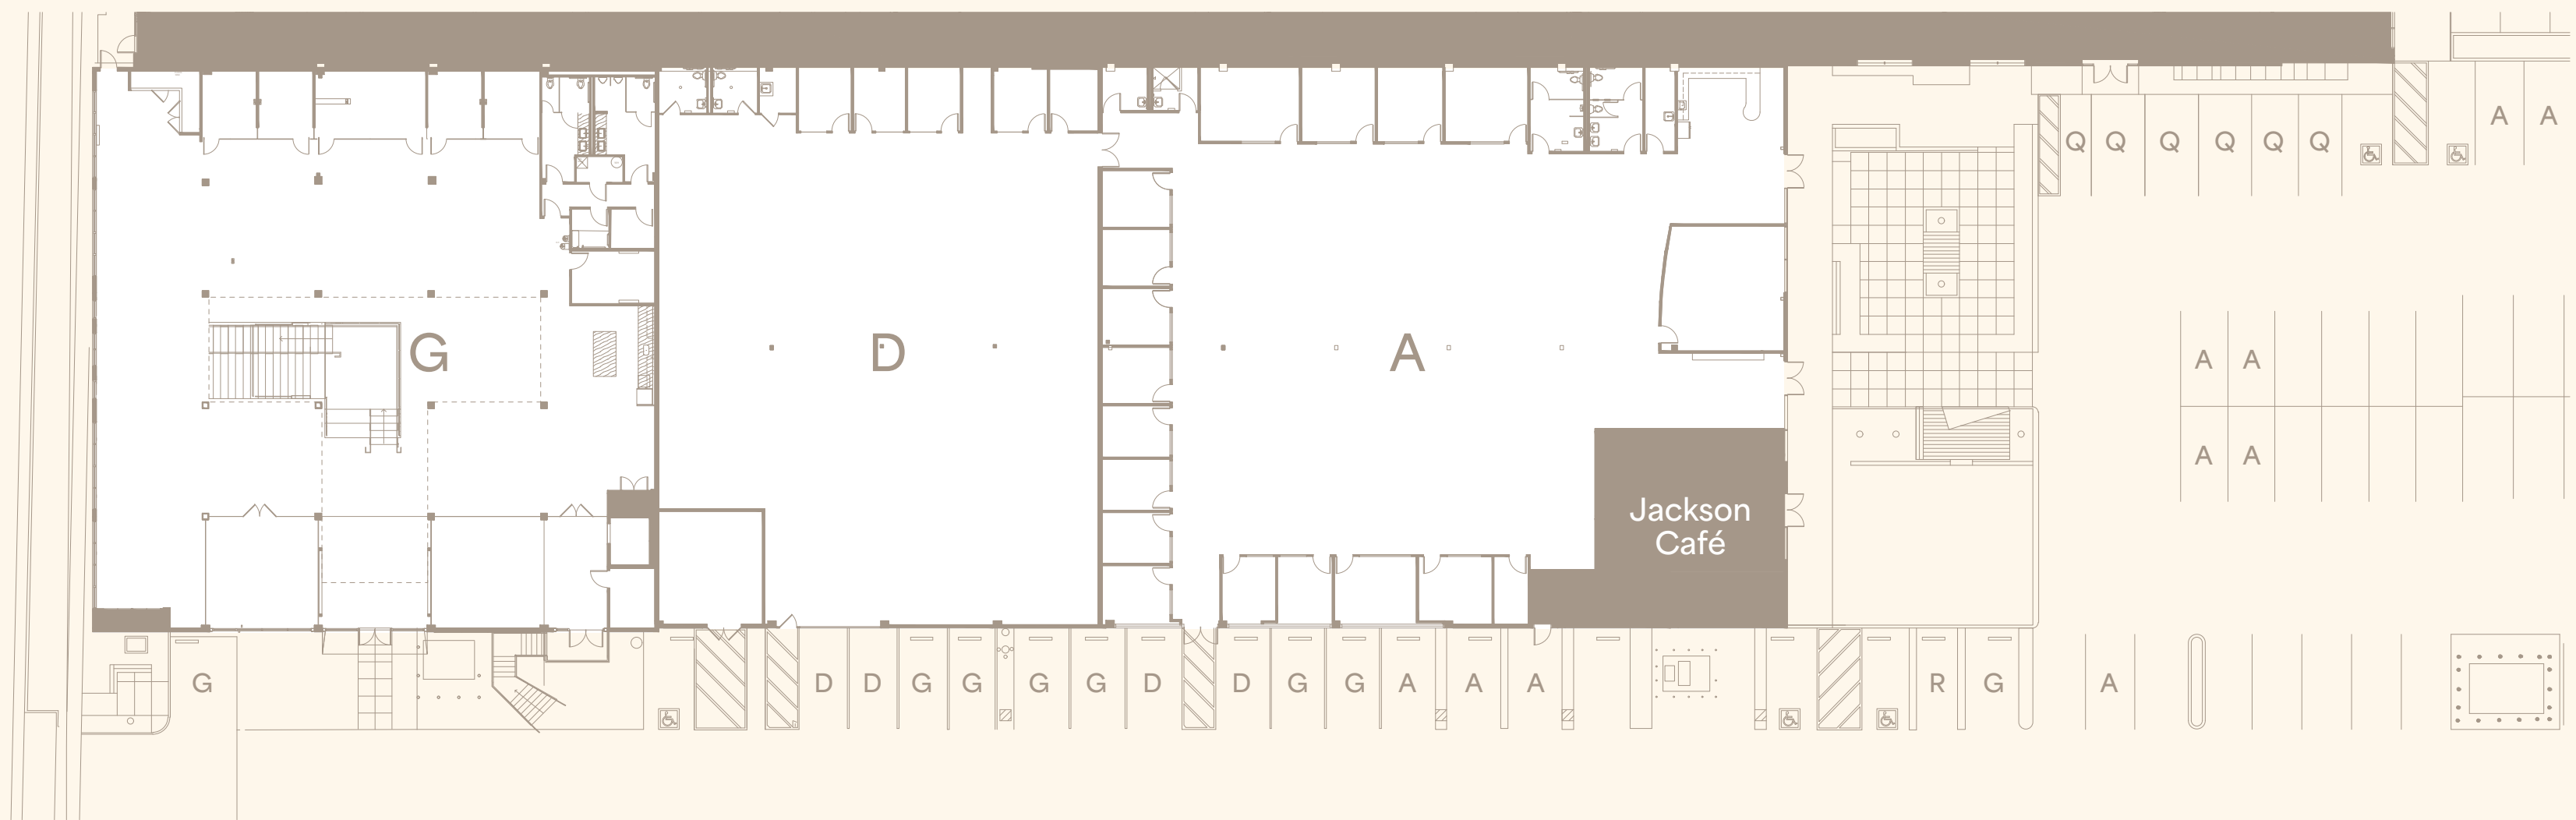 A A
Q Q Q Q Q Q
G
D
A
A A
A A
Jackson
Café
G D D G G G G D D G G A A A R G A